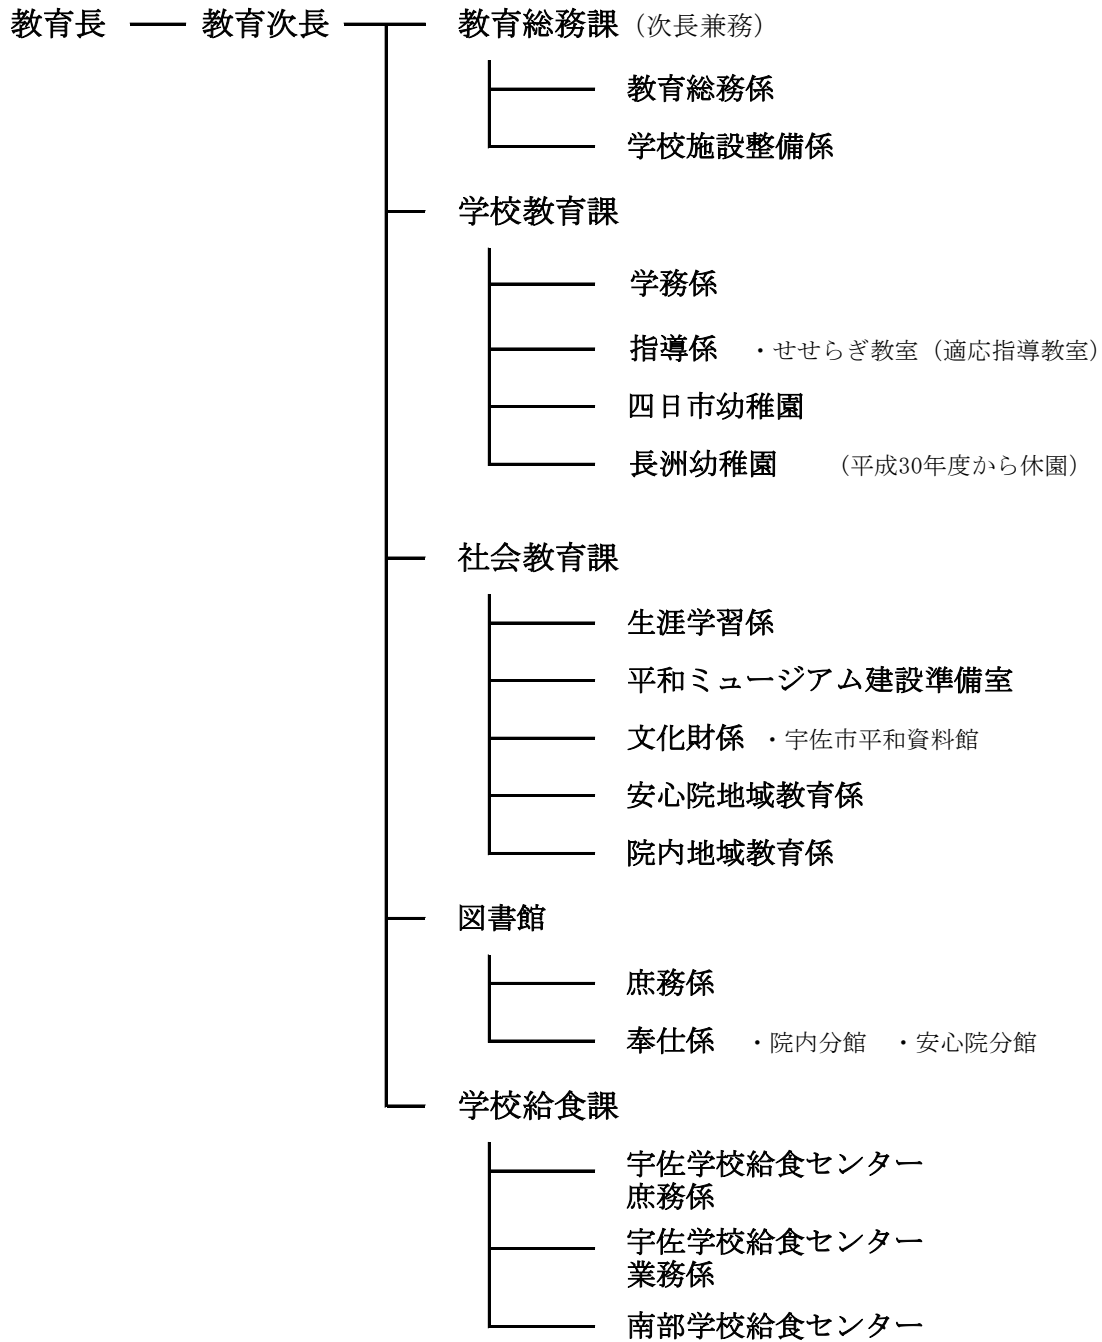 教育長 教育次長 教育総務課（次長兼務）
教育総務係
学校施設整備係
学校教育課
学務係
指導係 ・せせらぎ教室（適応指導教室）
四日市幼稚園
長洲幼稚園 （平成30年度から休園）
社会教育課
生涯学習係
平和ミュージアム建設準備室
文化財係 ・宇佐市平和資料館
安心院地域教育係
院内地域教育係
図書館
庶務係
奉仕係 ・院内分館 ・安心院分館
学校給食課
宇佐学校給食センター
庶務係
宇佐学校給食センター
業務係
南部学校給食センター